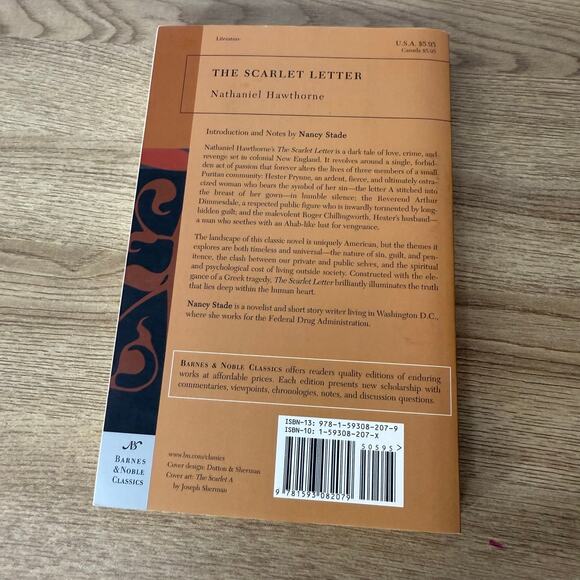 Literature
U.S.A. $5.95
Canada $5.95
THE SCARLET LETTER
Nathaniel Hawthorne
Introduction and Notes by Nancy Stade
Nathaniel Hawthorne's The Scarlet Letter is a dark tale of love, crime, and
revenge set in colonial New England. It revolves around a single, forbid-
den act of passion that forever alters the lives of three members of a small
Puritan community: Hester Prynne, an ardent, fierce, and ultimately ostra-
cized woman who bears the symbol of her sin—the letter A stitched into
the breast of her gown—in humble silence; the Reverend Arthur
Dimmesdale, a respected public figure who is inwardly tormented by long-
hidden guilt; and the malevolent Roger Chillingworth, Hester's husband—
a man who seethes with an Ahab-like lust for vengeance.
The landscape of this classic novel is uniquely American, but the themes it
explores are both timeless and universal—the nature of sin, guilt, and pen-
itence, the clash between our private and public selves, and the spiritual
and psychological cost of living outside society. Constructed with the ele-
gance of a Greek tragedy, The Scarlet Letter brilliantly illuminates the truth
that lies deep within the human heart.
Nancy Stade is a novelist and short story writer living in Washington D.C.,
where she works for the Federal Drug Administration.
BARNES & NOBLE CLASSICS offers readers quality editions of enduring
works at affordable prices. Each edition presents new scholarship with
commentaries, viewpoints, chronologies, notes, and discussion questions.
ISBN-13: 978-1-59308-207-9
ISBN-10: 1-59308-207-X
50595>
9 781593 082079
www.bn.com/classics
Cover design: Dutton & Sherman
Cover art: The Scarlet A
by Joseph Sherman
BARNES
& NOBLE
CLASSICS